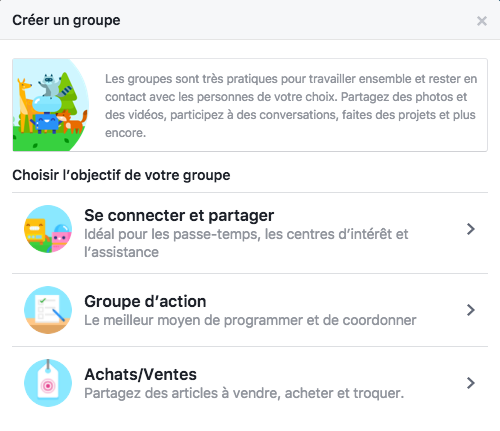 Créer un groupe
Les groupes sont très pratiques pour travailler ensemble et rester en
contact avec les personnes de votre choix. Partagez des photos et
des vidéos, participez à des conversations, faites des projets et plus
encore.
Choisir l’objectif de votre groupe
Se connecter et partager
Idéal pour les passe-temps, les centres d’intérêt et
l’assistance
Groupe d’action
Le meilleur moyen de programmer et de coordonner
Achats/Ventes
Partagez des articles à vendre, acheter et troquer.